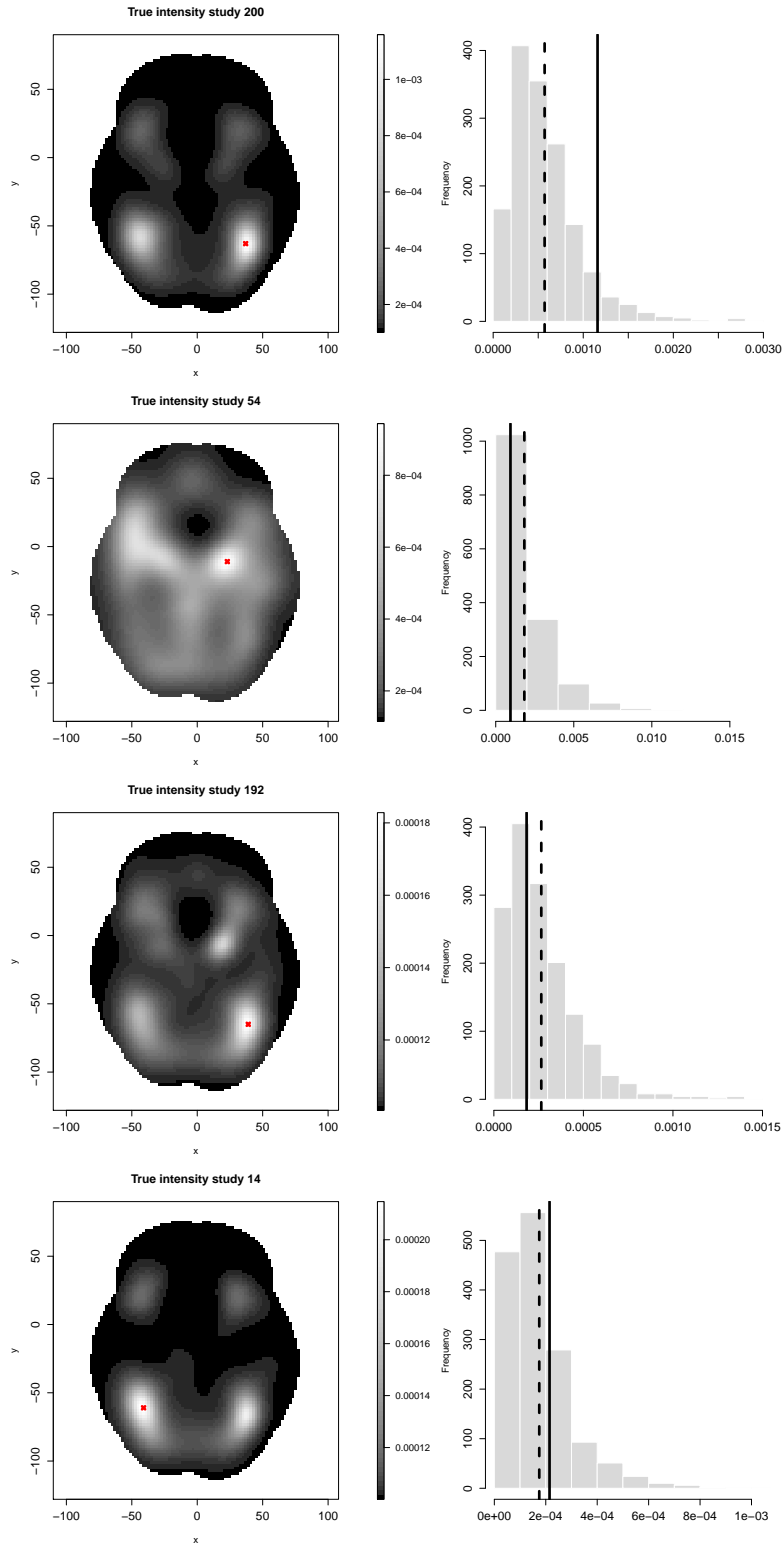 True intensity study 200
50
0
−50
−100
y
−100 −50 0 50 100
x
1e−03
8e−04
6e−04
4e−04
2e−04
Frequency
400
300
200
100
0
0.0000 0.0010 0.0020 0.0030
True intensity study 54
50
0
−50
−100
y
−100 −50 0 50 100
x
8e−04
6e−04
4e−04
2e−04
Frequency
1000
800
600
400
200
0
0.000 0.005 0.010 0.015
True intensity study 192
50
0
−50
−100
y
−100 −50 0 50 100
x
0.00018
0.00016
0.00014
0.00012
Frequency
400
300
200
100
0
0.0000 0.0005 0.0010 0.0015
True intensity study 14
50
0
−50
−100
y
−100 −50 0 50 100
x
0.00020
0.00018
0.00016
0.00014
0.00012
Frequency
500
400
300
200
100
0
0e+00 2e−04 4e−04 6e−04 8e−04 1e−03